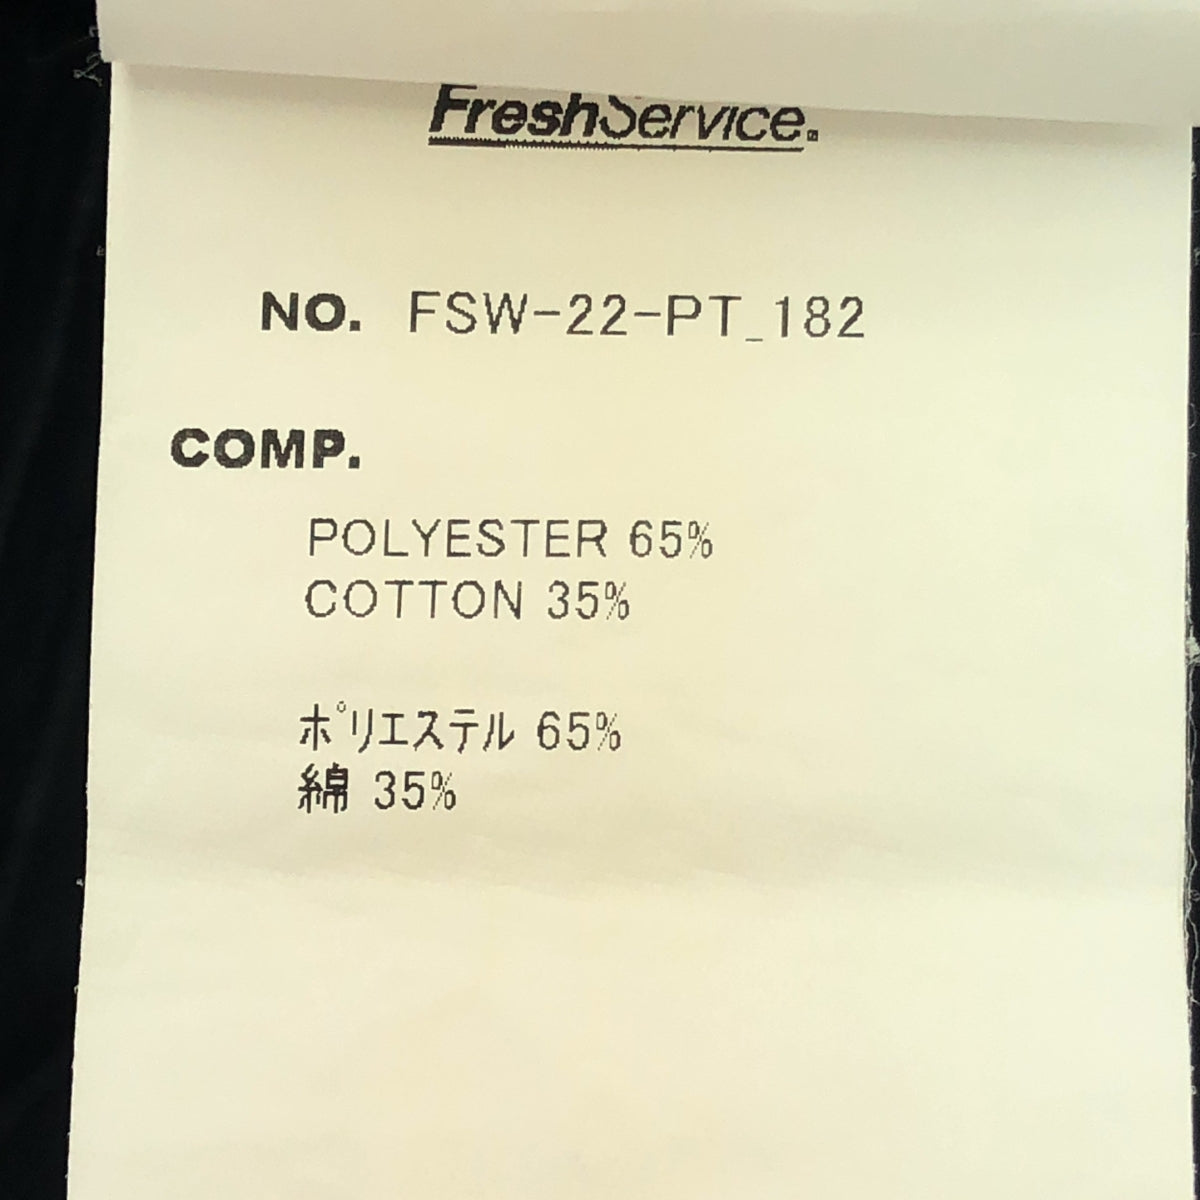 FreshService.
NO. FSW-22-PT_182
COMP.
POLYESTER 65%
COTTON 35%
ポリエステル 65%
綿 35%